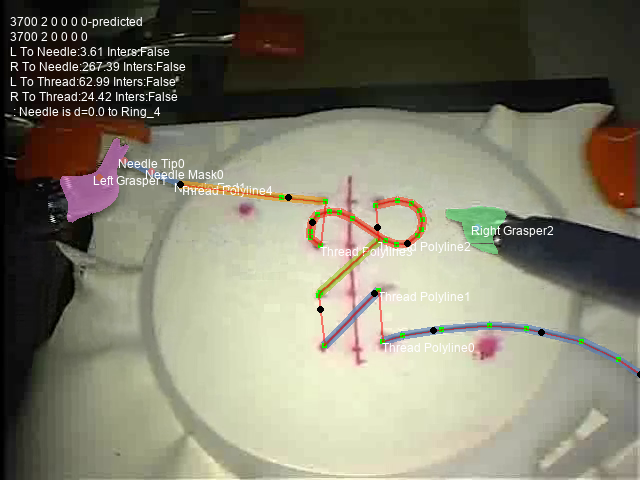 3700 2 0 0 0 0-predicted
3700 2 0 0 0 0
L To Needle:3.61 Inters:False
R To Needle:267.39 Inters:False
L To Thread:62.99 Inters:False
R To Thread:24.42 Inters:False
: Needle is d=0.0 to Ring_4
Needle Tip0
Needle Mask0
Left Grasper1
Thread Polyline4
Right Grasper2
Thread Polyline2
Thread Polyline3
Thread Polyline1
Thread Polyline0